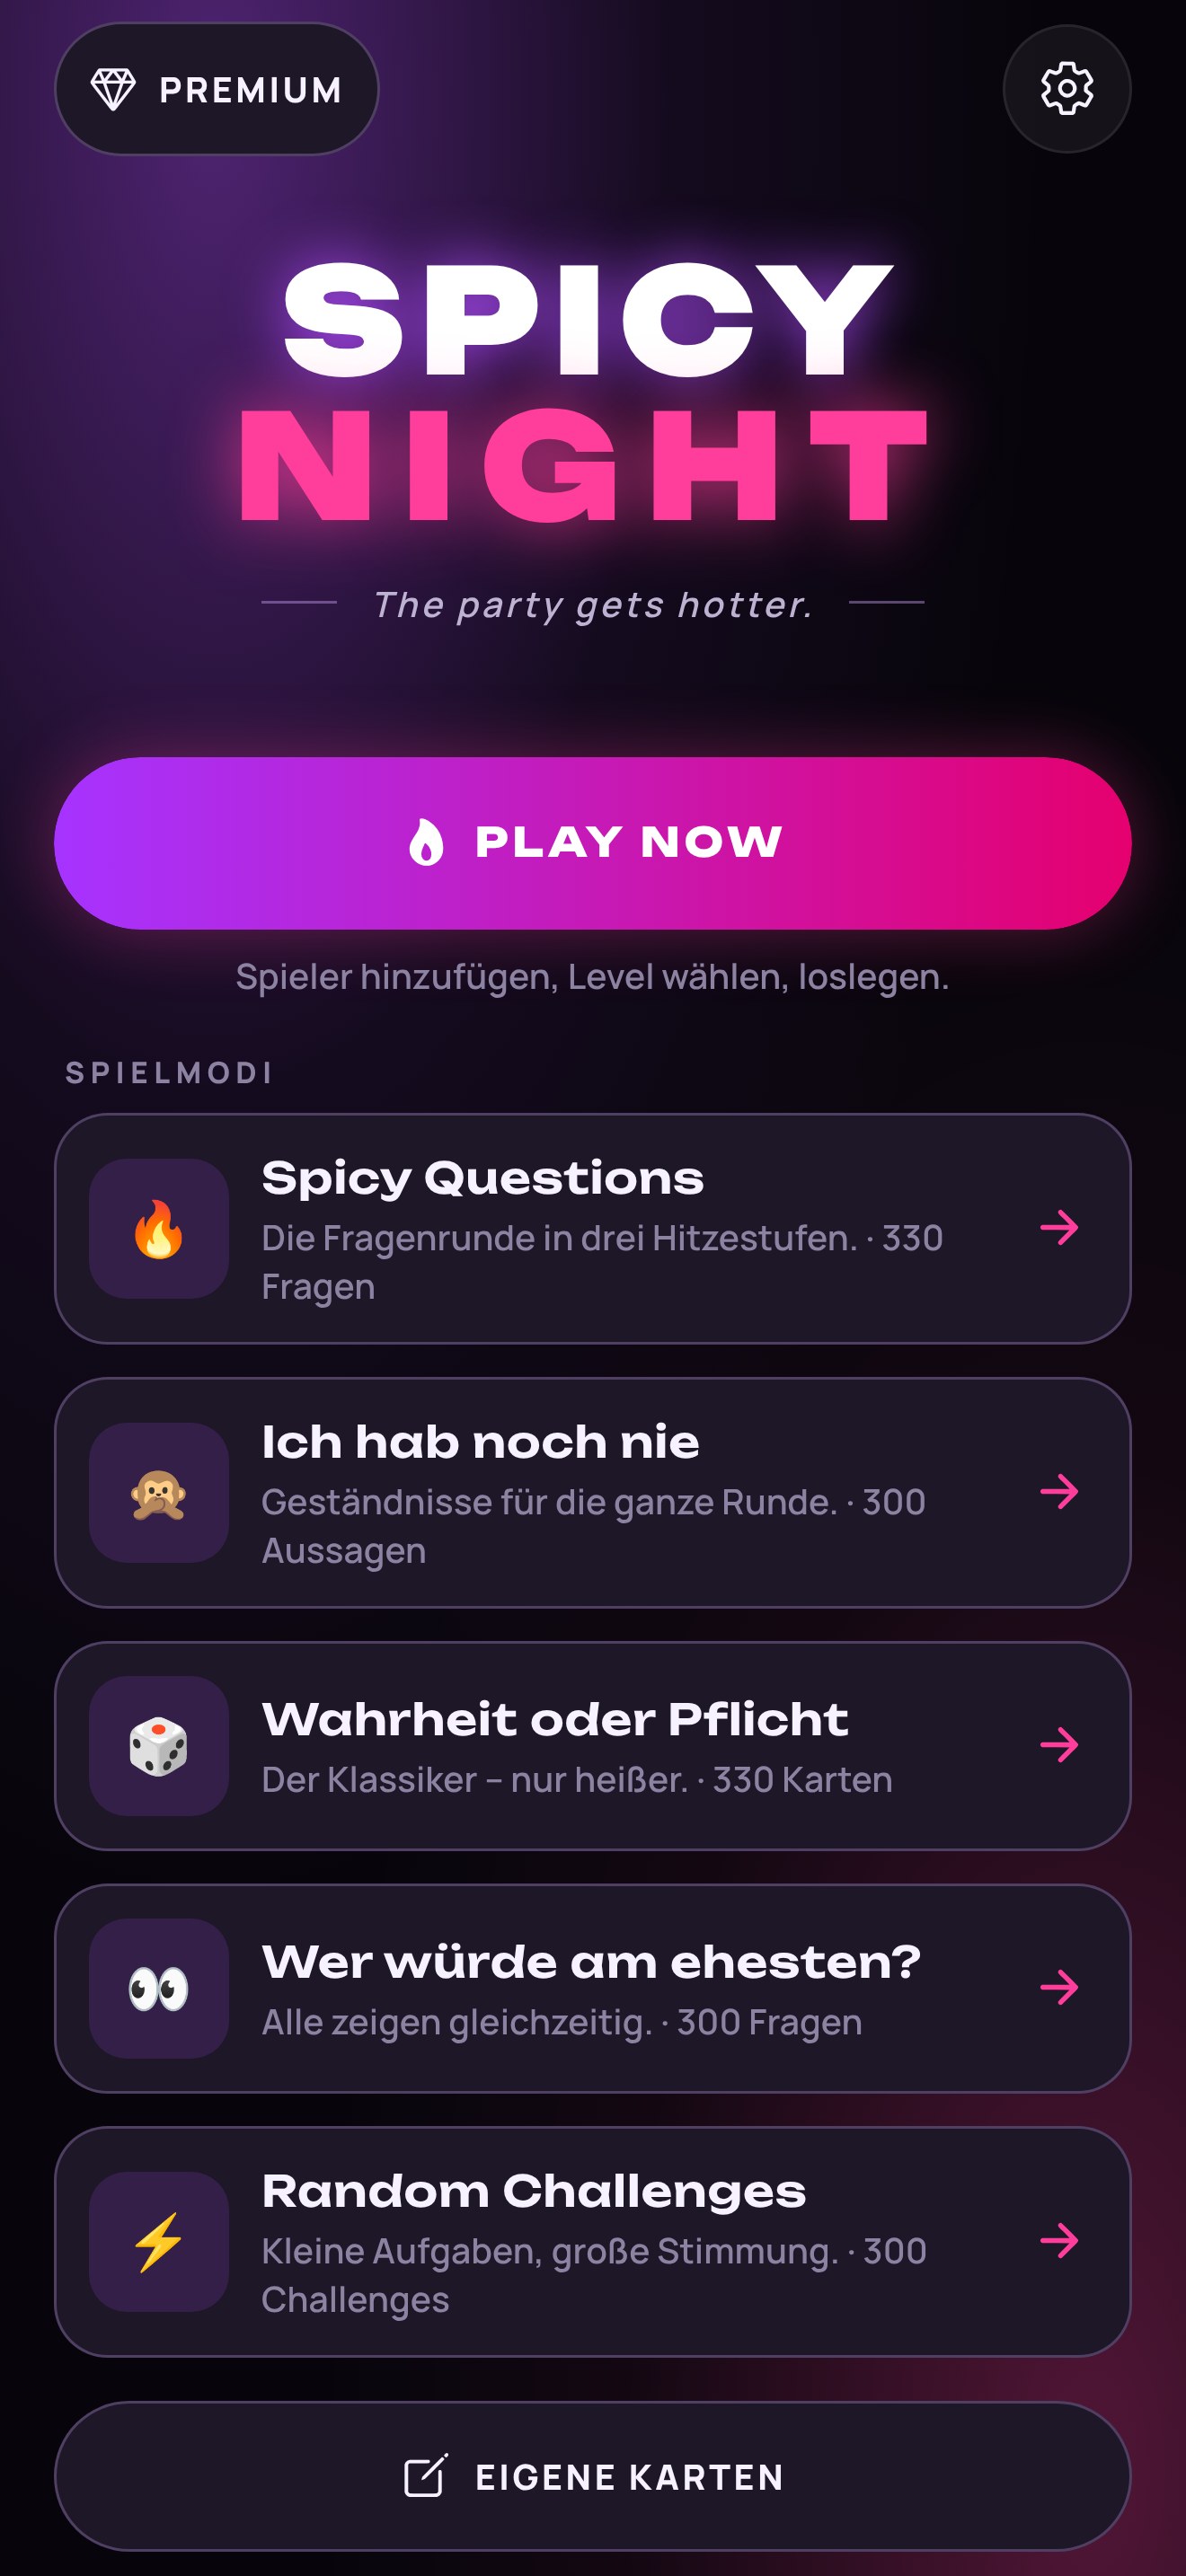 PREMIUM
SPICY
NIGHT
The party gets hotter.
PLAY NOW
Spieler hinzufügen, Level wählen, loslegen.
SPIELMODI
Spicy Questions
Die Fragenrunde in drei Hitzestufen. · 330
Fragen
Ich hab noch nie
Geständnisse für die ganze Runde. · 300
Aussagen
Wahrheit oder Pflicht
Der Klassiker – nur heißer. · 330 Karten
Wer würde am ehesten?
Alle zeigen gleichzeitig. · 300 Fragen
Random Challenges
Kleine Aufgaben, große Stimmung. · 300
Challenges
EIGENE KARTEN